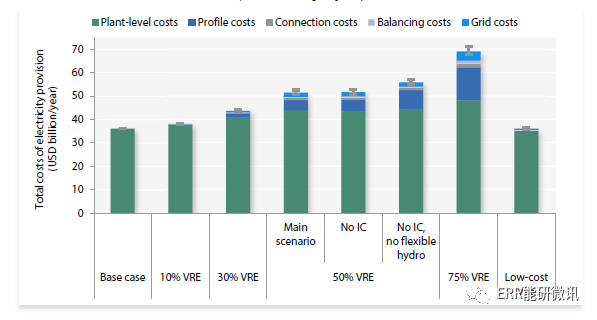 Plant-level costs Profile costs Connection costs Balancing costs Grid costs
Total costs of electricity provision
(USD billion/year)
70
60
50
40
30
20
10
0
Main
scenario
No IC
No IC,
no flexible
hydro
Base case
10% VRE
30% VRE
50% VRE
75% VRE
Low-cost
ERR能研微讯